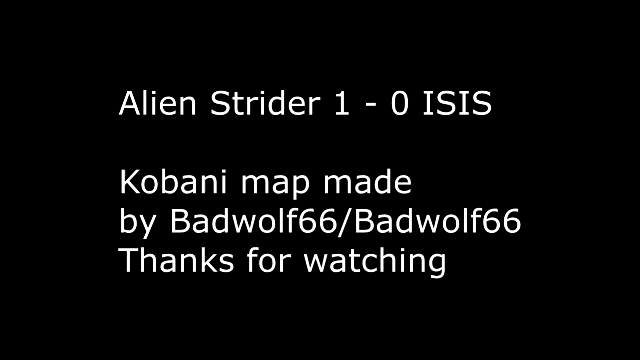 Alien Strider 1 - 0 ISIS
Kobani map made
by Badwolf66/Badwolf66
Thanks for watching